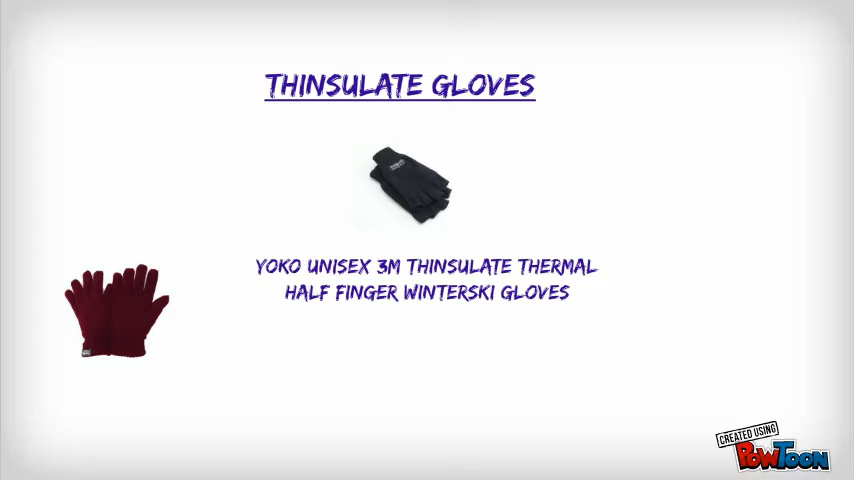 THINSULATE GLOVES
YOKO UNISEX 3M THINSULATE THERMAL
HALF FINGER WINTERSKI GLOVES
CREATED USING
POWTOON